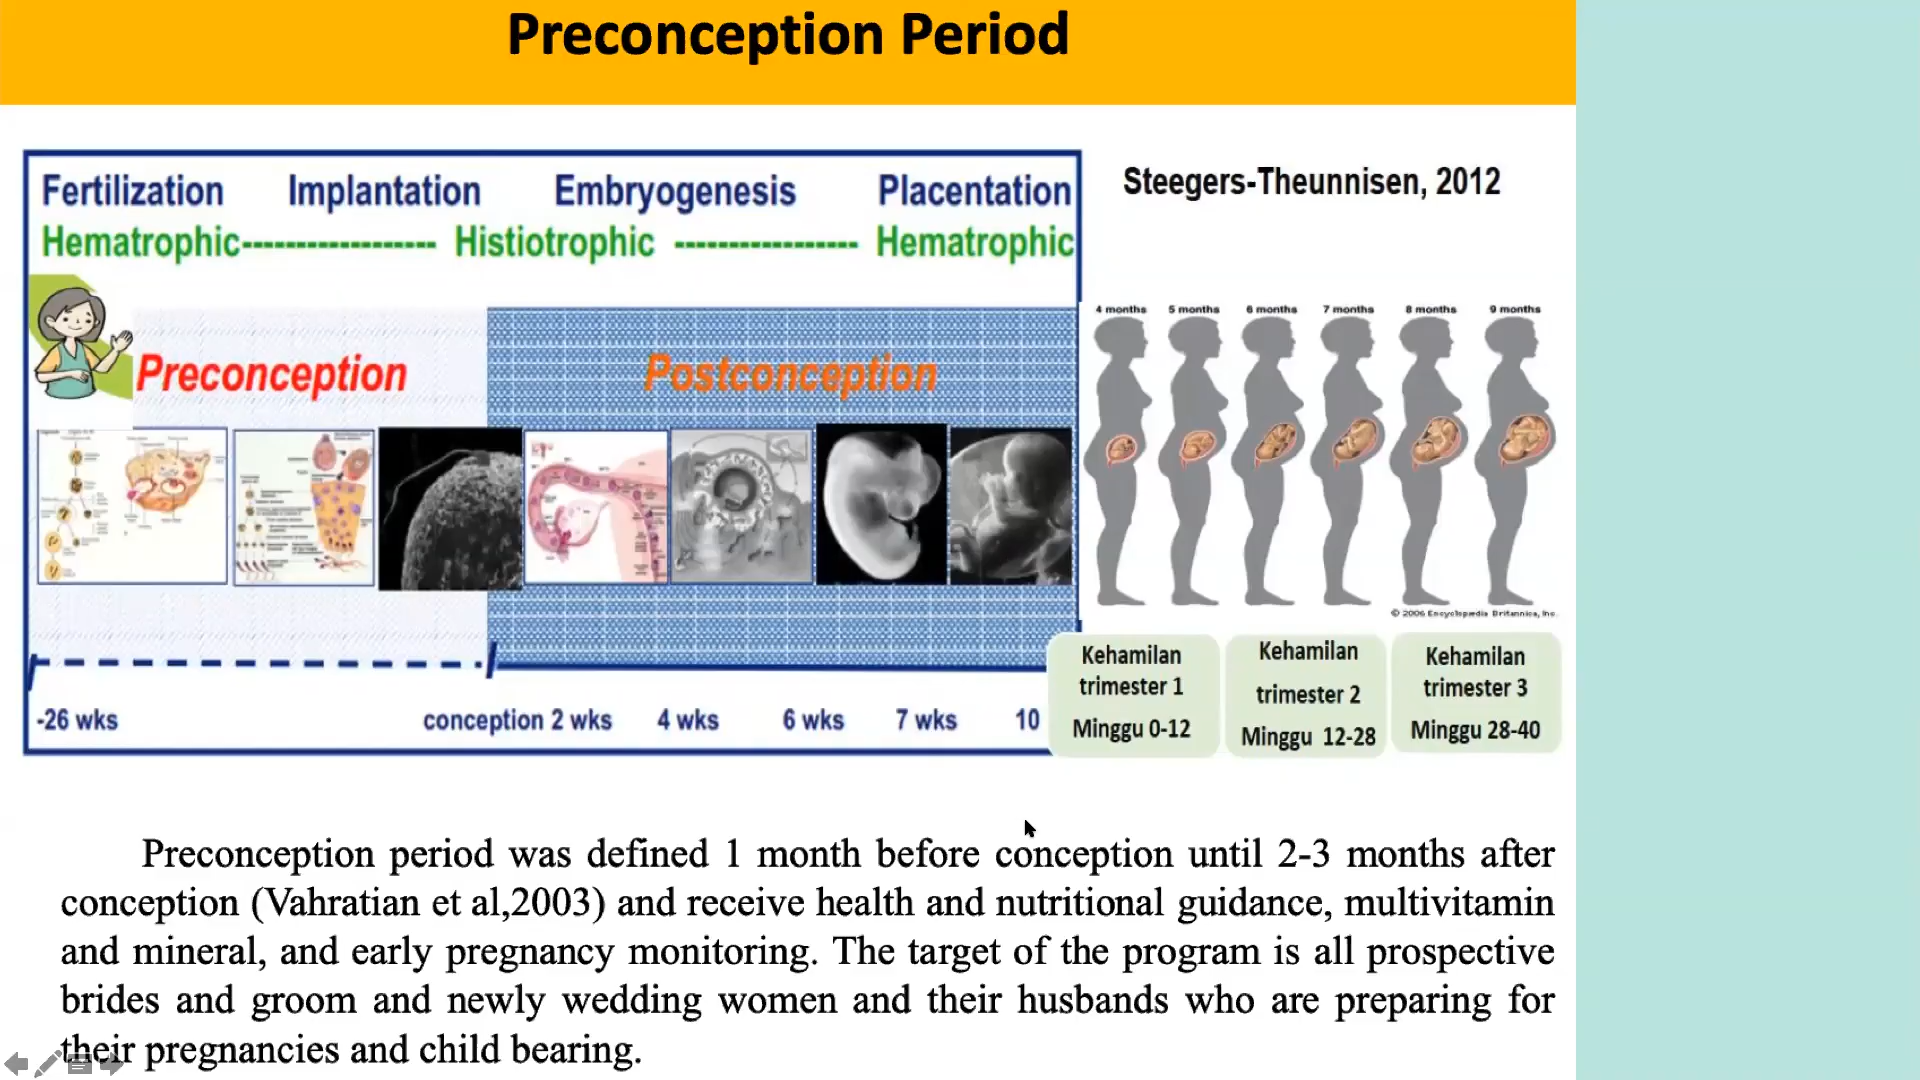 Preconception Period
Fertilization Implantation Embryogenesis Placentation
Hematrophic------------------ Histiotrophic ----------------- Hematrophic
Steegers-Theunnisen, 2012
Preconception Postconception
4 months 5 months 6 months 7 months 8 months 9 months
© 2006 Encyclopædia Britannica, Inc.
-26 wks conception 2 wks 4 wks 6 wks 7 wks 10
Kehamilan
trimester 1
Minggu 0-12
Kehamilan
trimester 2
Minggu 12-28
Kehamilan
trimester 3
Minggu 28-40
Preconception period was defined 1 month before conception until 2-3 months after
conception (Vahratian et al,2003) and receive health and nutritional guidance, multivitamin
and mineral, and early pregnancy monitoring. The target of the program is all prospective
brides and groom and newly wedding women and their husbands who are preparing for
their pregnancies and child bearing.